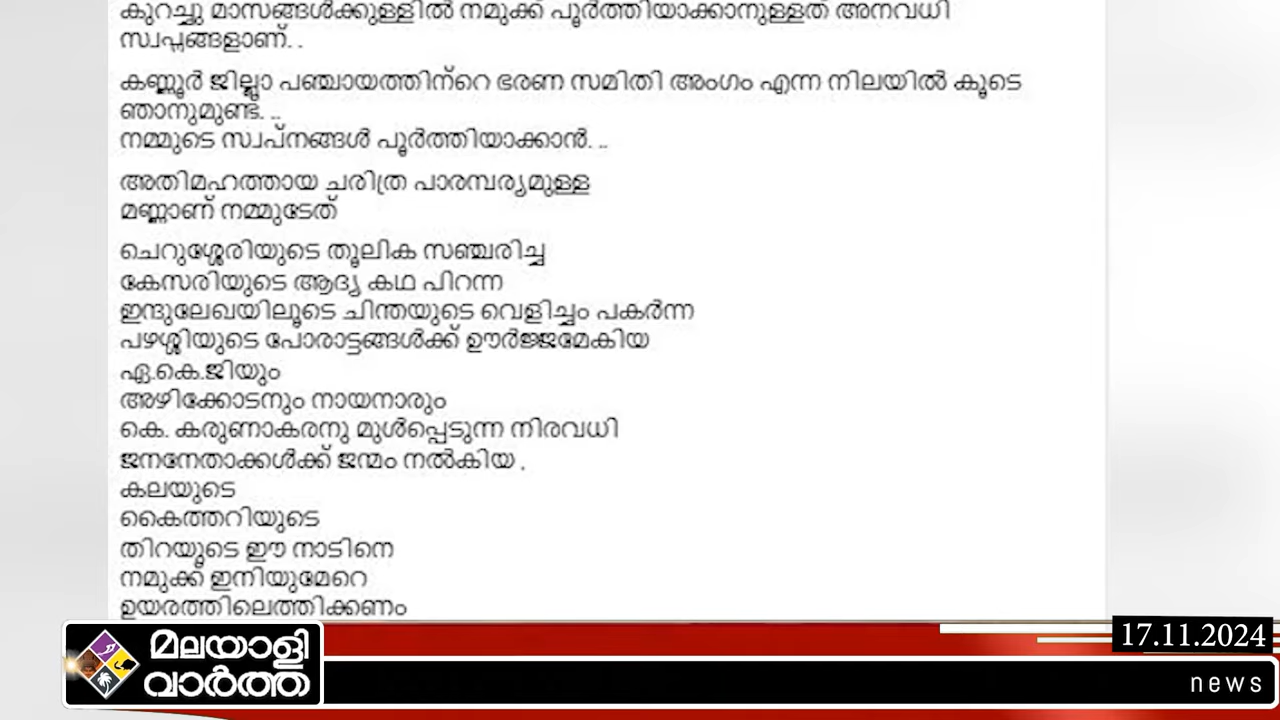 കുറച്ചു മാസങ്ങൾക്കുള്ളിൽ നമുക്ക് പൂർത്തിയാക്കാനുള്ളത് അനവധി
സ്വപ്നങ്ങളാണ്. .
കണ്ണൂർ ജില്ലാ പഞ്ചായത്തിന്റെ ഭരണ സമിതി അംഗം എന്ന നിലയിൽ കൂടെ
ഞാനുമുണ്ട്. ..
നമ്മുടെ സ്വപ്നങ്ങൾ പൂർത്തിയാക്കാൻ. ..
അതിമഹത്തായ ചരിത്ര പാരമ്പര്യമുള്ള
മണ്ണാണ് നമ്മുടേത്
ചെറുശ്ശേരിയുടെ തൂലിക സഞ്ചരിച്ച
കേസരിയുടെ ആദ്യ കഥ പിറന്ന
ഇന്ദുലേഖയിലൂടെ ചിന്തയുടെ വെളിച്ചം പകർന്ന
പഴശ്ശിയുടെ പോരാട്ടങ്ങൾക്ക് ഊർജ്ജമേകിയ
ഏ.കെ.ജിയും
അഴിക്കോടനും നായനാരും
കെ. കരുണാകരനു മുൾപ്പെടുന്ന നിരവധി
ജനനേതാക്കൾക്ക് ജന്മം നൽകിയ .
കലയുടെ
കൈത്തറിയുടെ
തിറയുടെ ഈ നാടിനെ
നമുക്ക് ഇനിയുമേറെ
ഉയരത്തിലെത്തിക്കണം
മലയാളി
വാർത്ത
17.11.2024
news